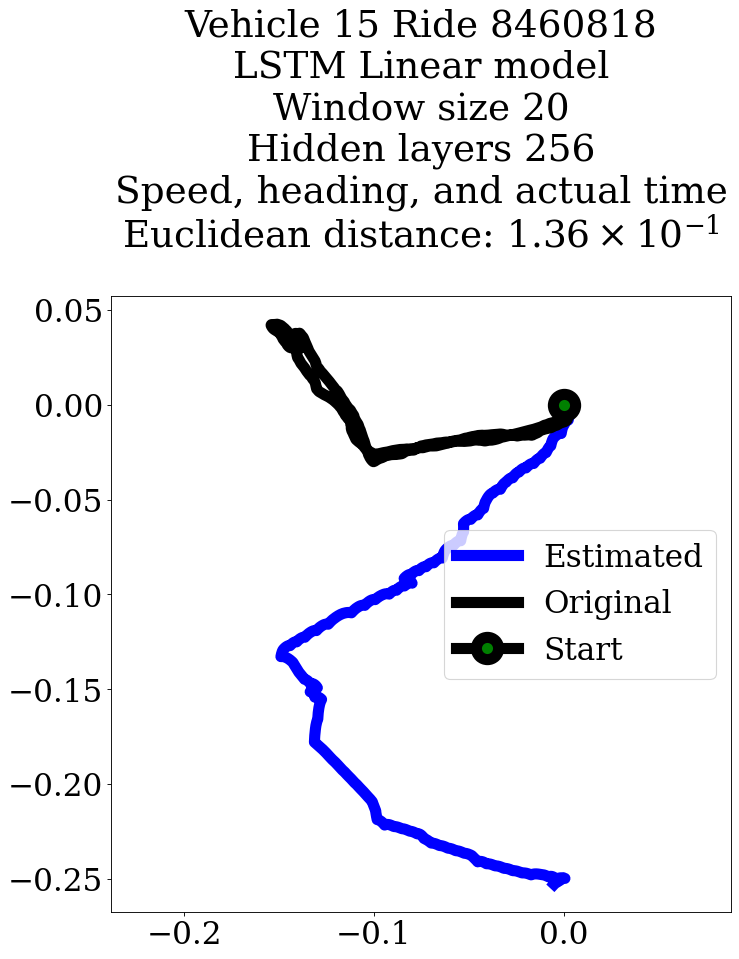 Vehicle 15 Ride 8460818
LSTM Linear model
Window size 20
Hidden layers 256
Speed, heading, and actual time
Euclidean distance: 1.36 × 10⁻¹
0.05
0.00
−0.05
−0.10
−0.15
−0.20
−0.25
Estimated
Original
Start
−0.2
−0.1
0.0